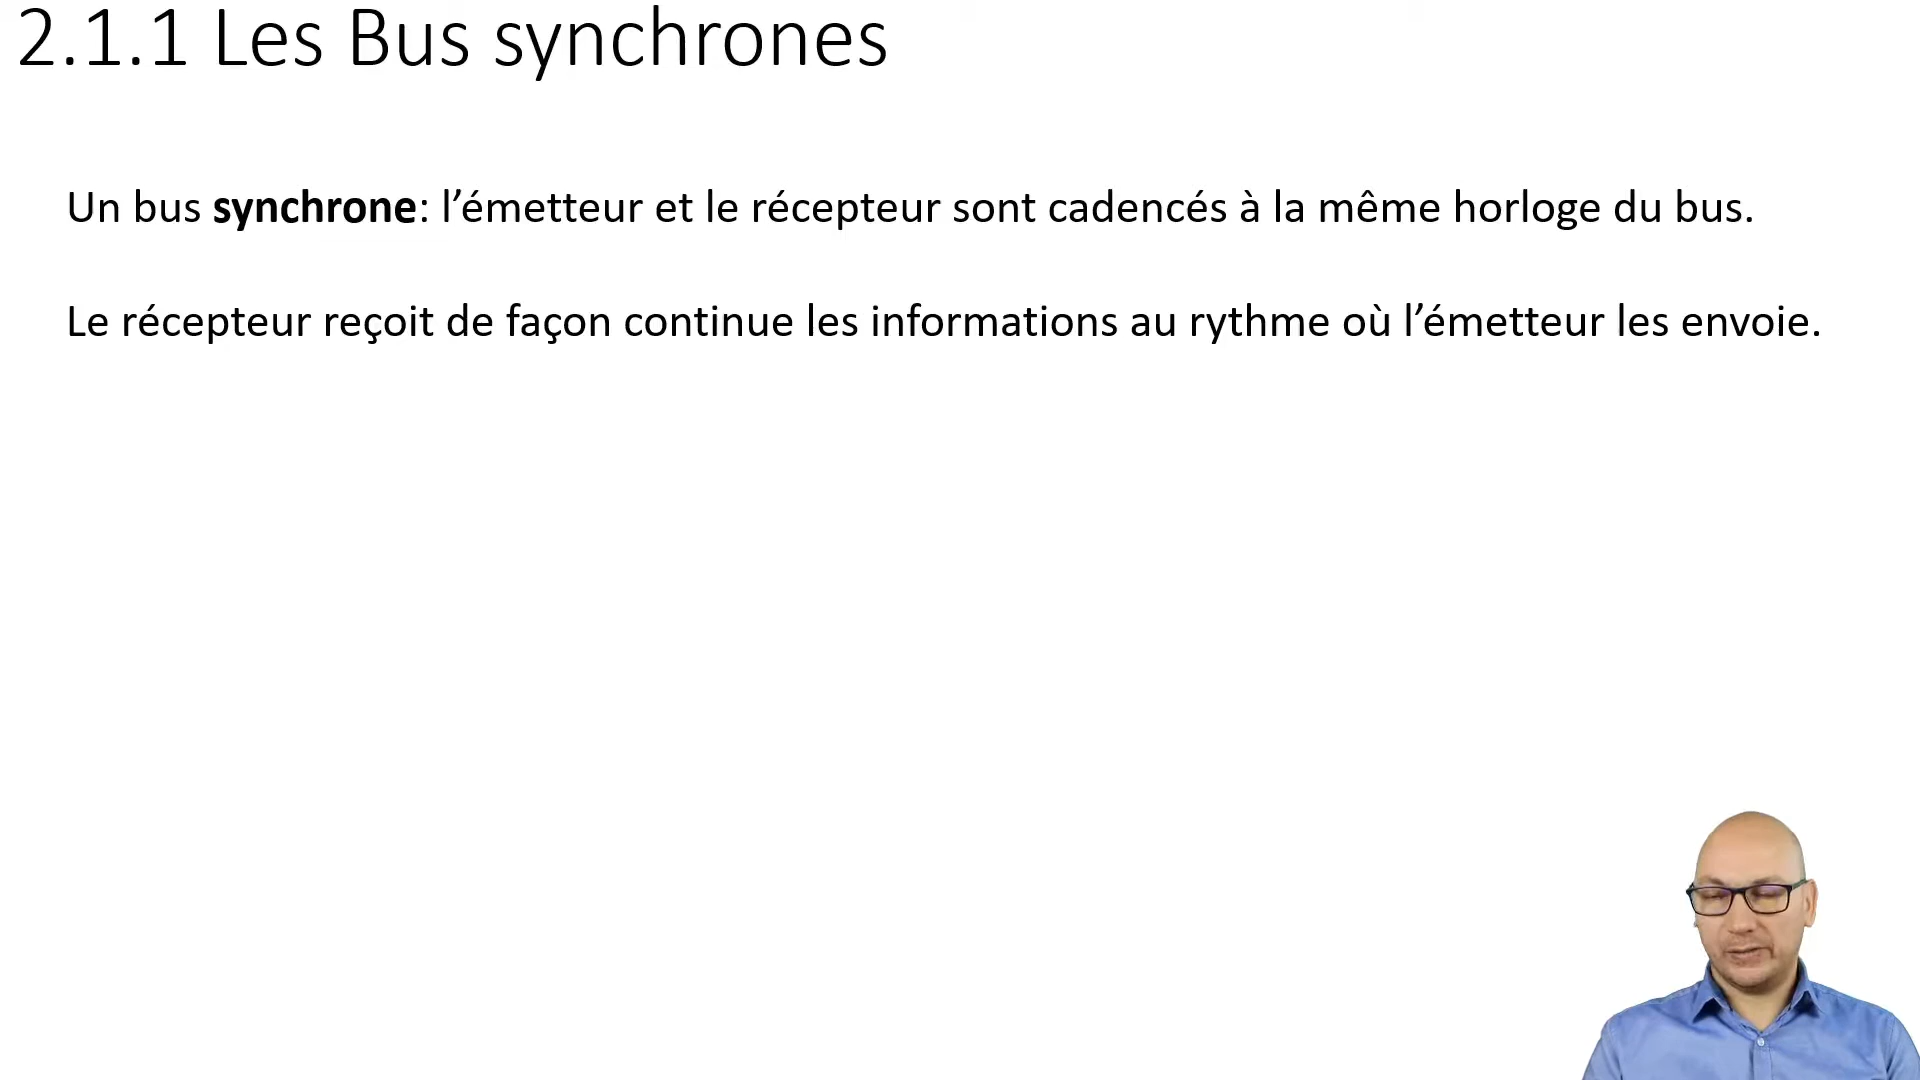 2.1.1 Les Bus synchrones
Un bus synchrone: l’émetteur et le récepteur sont cadencés à la même horloge du bus.
Le récepteur reçoit de façon continue les informations au rythme où l’émetteur les envoie.